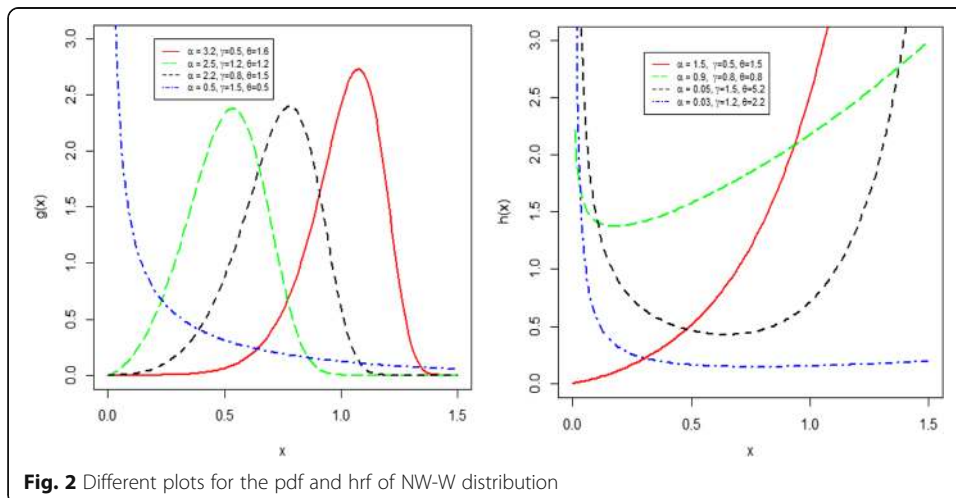 α = 3.2, γ=0.5, θ=1.6
α = 2.5, γ=1.2, θ=1.2
α = 2.2, γ=0.8, θ=1.5
α = 0.5, γ=1.5, θ=0.5
g(x)
3.0
2.5
2.0
1.5
1.0
0.5
0.0
0.0 0.5 1.0 1.5
x
α = 1.5, γ=0.5, θ=1.5
α = 0.9, γ=0.8, θ=0.8
α = 0.05, γ=1.5, θ=5.2
α = 0.03, γ=1.2, θ=2.2
h(x)
3.0
2.5
2.0
1.5
1.0
0.5
0.0
0.0 0.5 1.0 1.5
x
Fig. 2 Different plots for the pdf and hrf of NW-W distribution